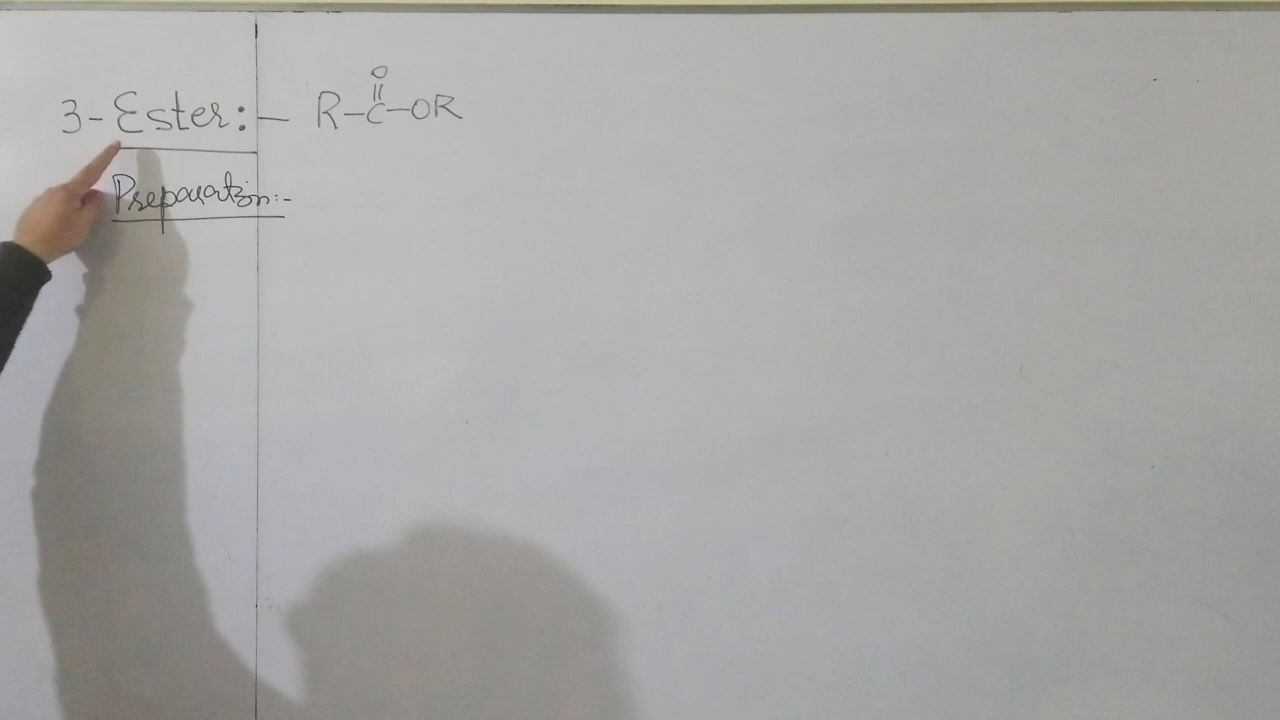 3- Ester:- R-C-OR
O
||
Preparation:-